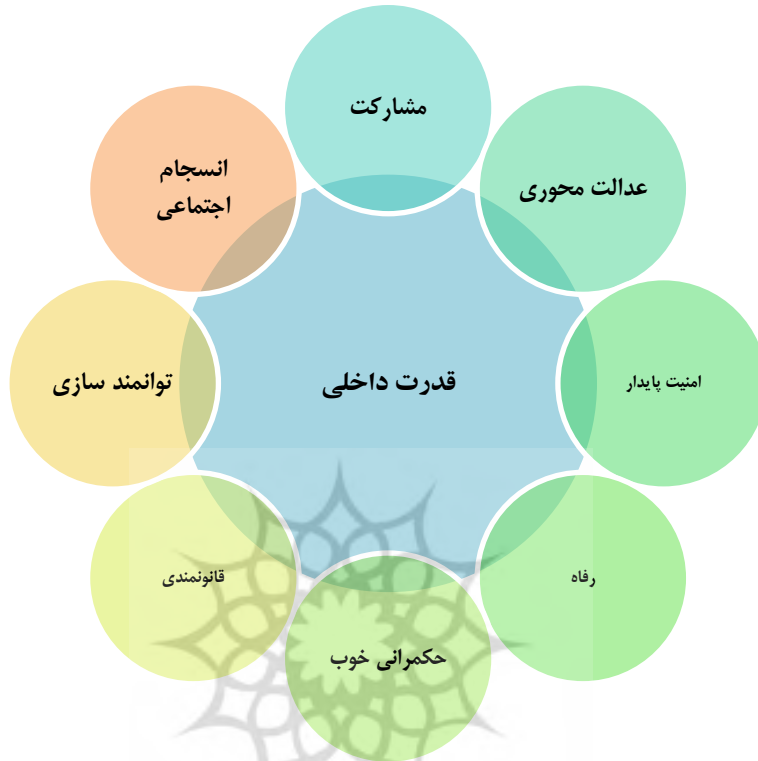 مشارکت
عدالت محوری
امنیت پایدار
رفاه
حکمرانی خوب
قانونمندی
توانمند سازی
انسجام
اجتماعی
قدرت داخلی